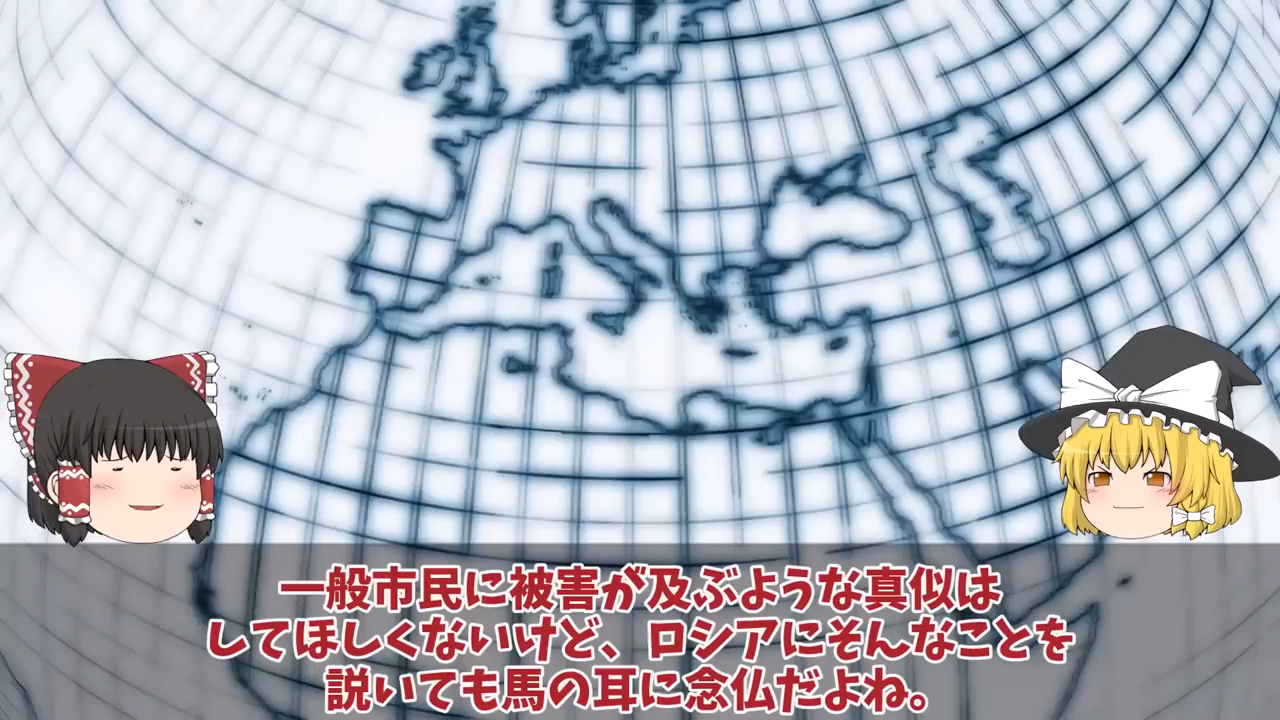 一般市民に被害が及ぶような真似は
してほしくないけど、ロシアにそんなことを
説いても馬の耳に念仏だよね。